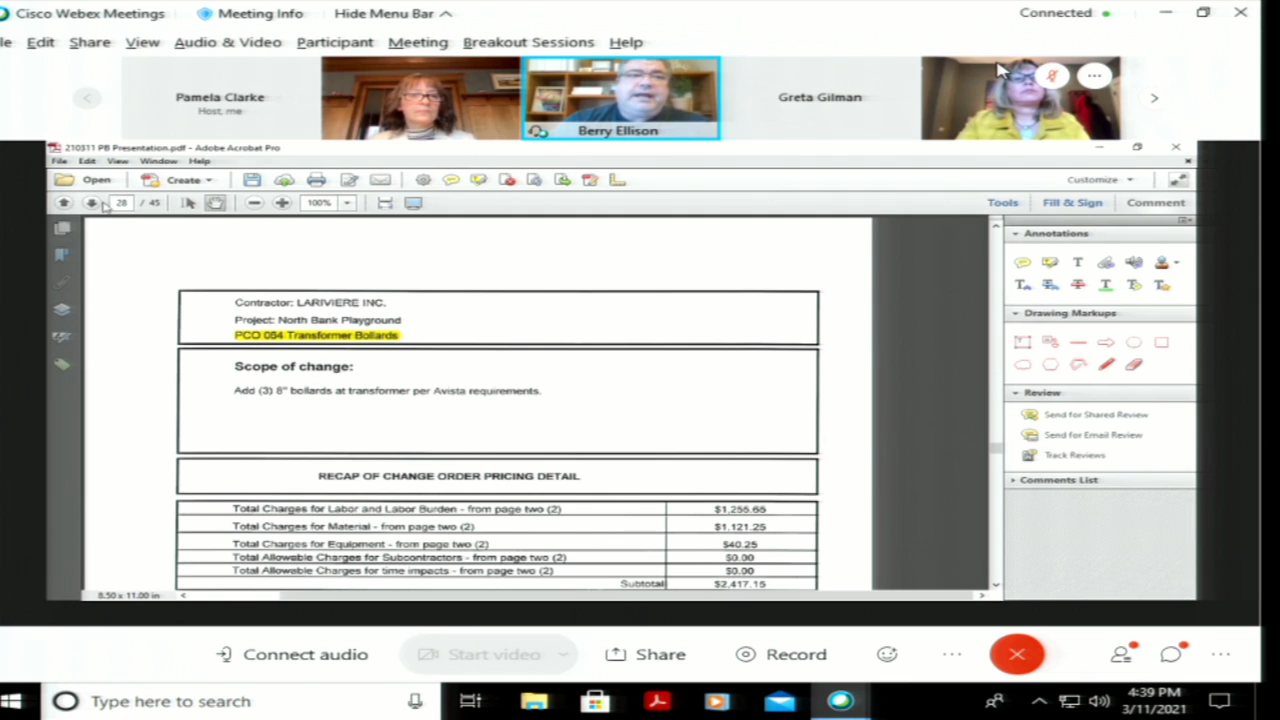 Cisco Webex Meetings
Meeting Info
Hide Menu Bar
Connected
le Edit Share View Audio & Video Participant Meeting Breakout Sessions Help
Pamela Clarke
Host, me
Berry Ellison
Greta Gilman
210311 PB Presentation.pdf - Adobe Acrobat Pro
File Edit View Window Help
Open
Create
Customize
28 / 45
100%
Tools
Fill & Sign
Comment
Contractor: LARIVIERE INC.
Project: North Bank Playground
PCO 064 Transformer Bollards
Scope of change:
Add (3) 8" bollards at transformer per Avista requirements.
RECAP OF CHANGE ORDER PRICING DETAIL
Total Charges for Labor and Labor Burden - from page two (2) $1,255.65
Total Charges for Material - from page two (2) $1,121.25
Total Charges for Equipment - from page two (2) $40.25
Total Allowable Charges for Subcontractors - from page two (2) $0.00
Total Allowable Charges for time impacts - from page two (2) $0.00
Subtotal $2,417.15
8.50 x 11.00 in
Annotations
Drawing Markups
Review
Send for Shared Review
Send for Email Review
Track Reviews
Comments List
Connect audio
Start video
Share
Record
Type here to search
4:39 PM
3/11/2021